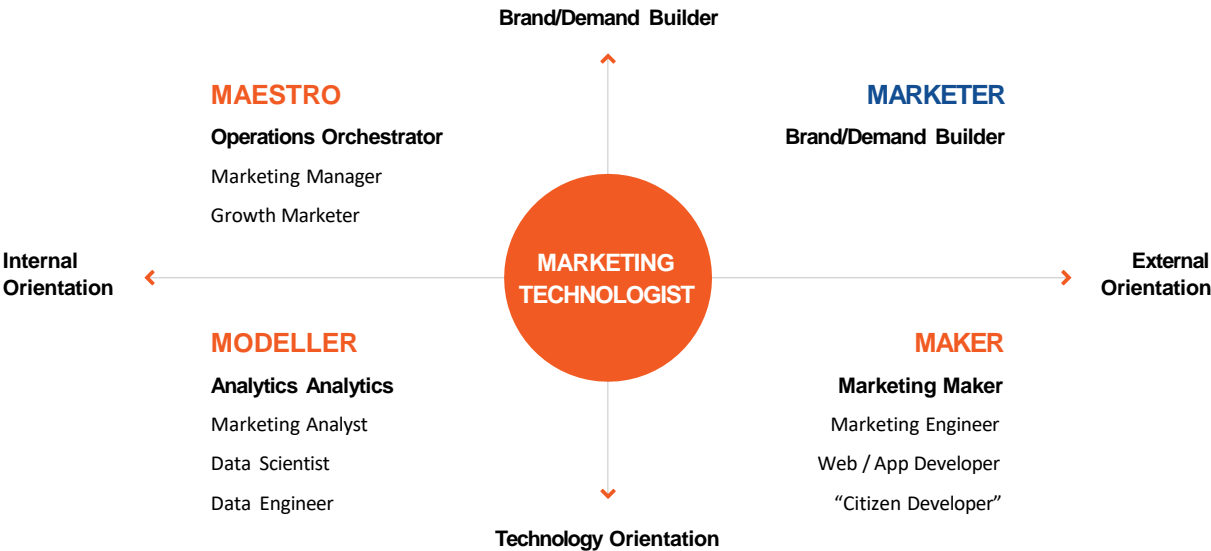 Brand/Demand Builder
MAESTRO
Operations Orchestrator
Marketing Manager
Growth Marketer
MARKETER
Brand/Demand Builder
Internal
Orientation
MARKETING
TECHNOLOGIST
External
Orientation
MODELLER
Analytics Analytics
Marketing Analyst
Data Scientist
Data Engineer
MAKER
Marketing Maker
Marketing Engineer
Web / App Developer
“Citizen Developer”
Technology Orientation